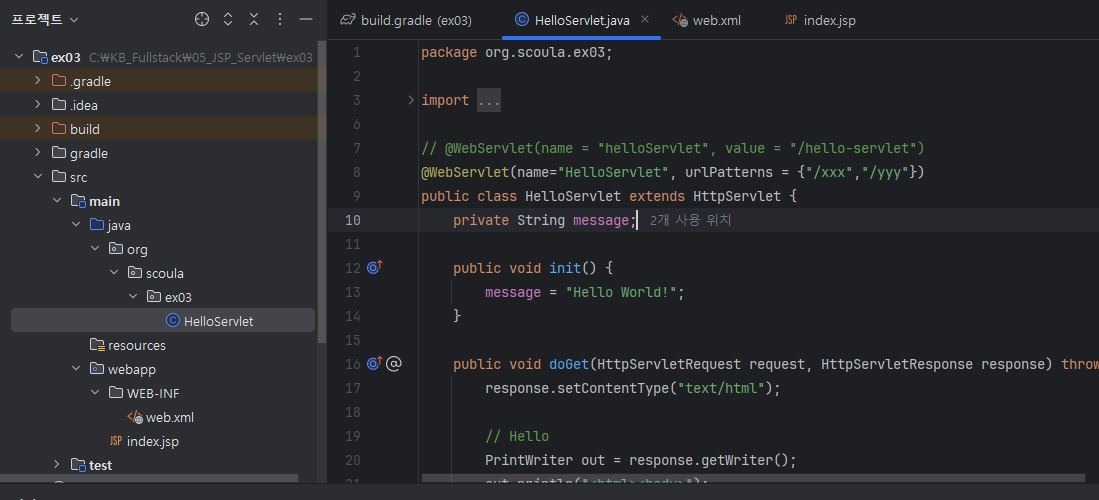 프로젝트
ex03 C:₩KB_Fullstack₩05_JSP_Servlet₩ex03
.gradle
.idea
build
gradle
src
main
java
org
scoula
ex03
HelloServlet
resources
webapp
WEB-INF
web.xml
index.jsp
test
build.gradle (ex03) HelloServlet.java web.xml index.jsp
1 package org.scoula.ex03;
2
3 import ...
6
7 // @WebServlet(name = "helloServlet", value = "/hello-servlet")
8 @WebServlet(name="HelloServlet", urlPatterns = {"/xxx","/yyy"})
9 public class HelloServlet extends HttpServlet {
10 private String message; 2개 사용 위치
11
12 public void init() {
13 message = "Hello World!";
14 }
15
16 public void doGet(HttpServletRequest request, HttpServletResponse response) throw
17 response.setContentType("text/html");
18
19 // Hello
20 PrintWriter out = response.getWriter();
21 out.println("<html><body>");